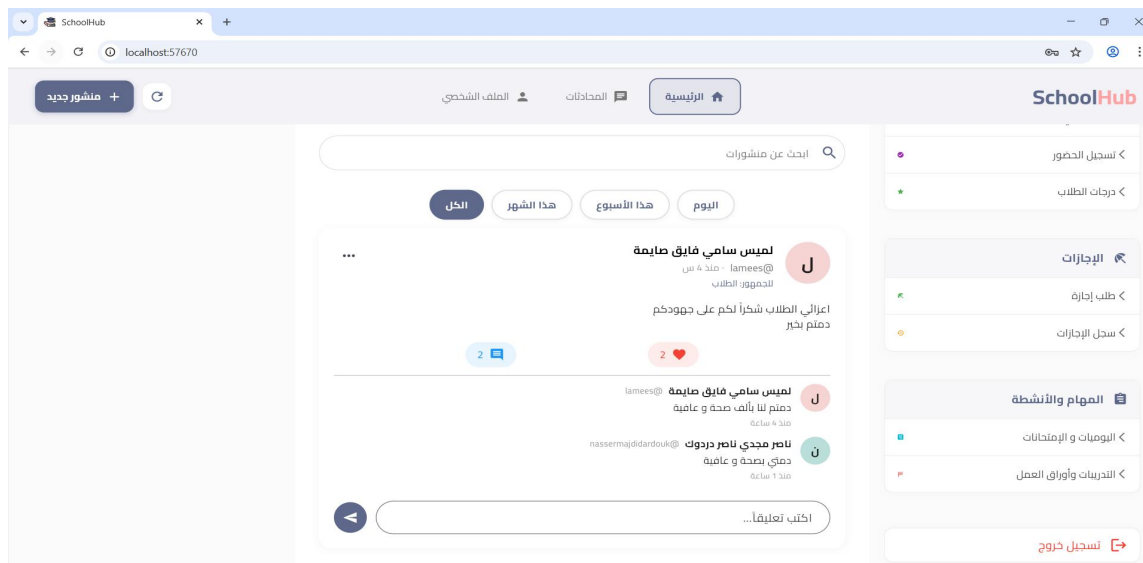 SchoolHub
localhost:57670
SchoolHub
الرئيسية
المحادثات
الملف الشخصي
منشور جديد +
تسجيل الحضور
درجات الطلاب
الإجازات
طلب إجازة
سجل الإجازات
المهام والأنشطة
اليوميات و الإمتحانات
التدريبات وأوراق العمل
تسجيل خروج
ابحث عن منشورات
اليوم
هذا الأسبوع
هذا الشهر
الكل
ل
لميس سامي فايق صايمة
@lamees · منذ 4 س
للجمهور: الطلاب
اعزائي الطلاب شكراً لكم على جهودكم
دمتم بخير
2
2
ل
لميس سامي فايق صايمة @lamees
دمتم لنا بألف صحة و عافية
منذ 4 ساعة
ن
ناصر مجدي ناصر دردوك @nassermajdidardouk
دمتي بصحة و عافية
منذ 1 ساعة
اكتب تعليقاً...